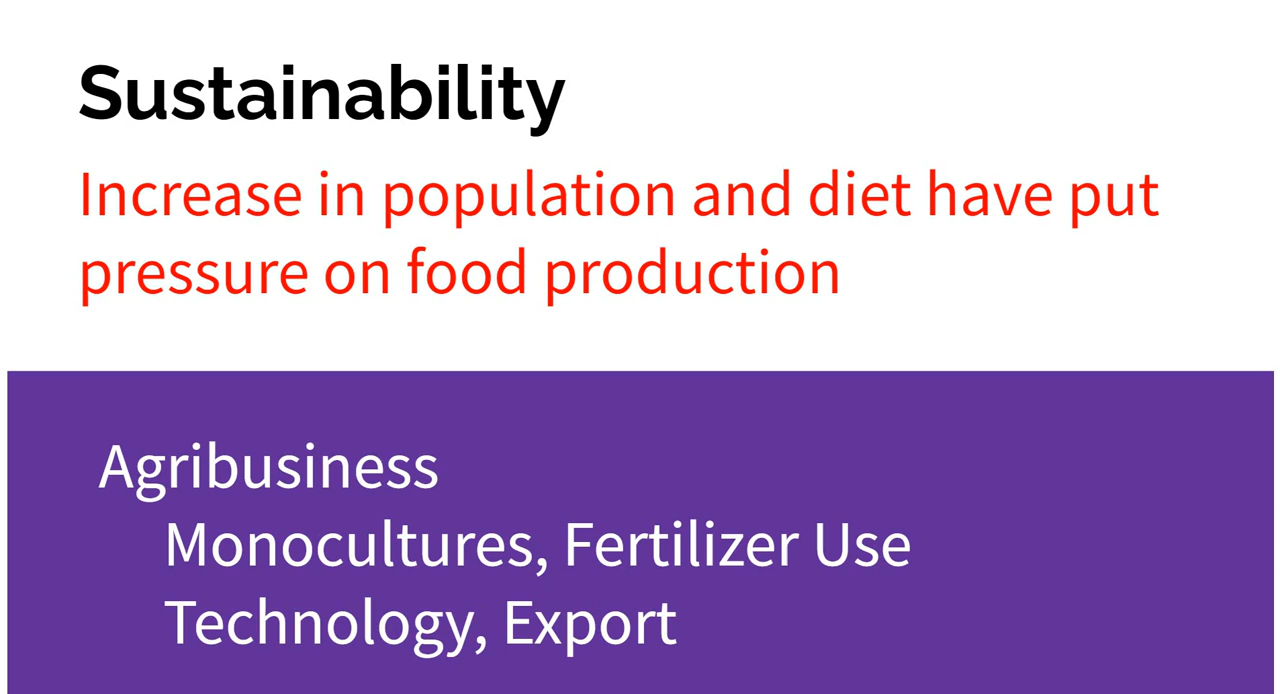 Sustainability
Increase in population and diet have put
pressure on food production
Agribusiness
Monocultures, Fertilizer Use
Technology, Export